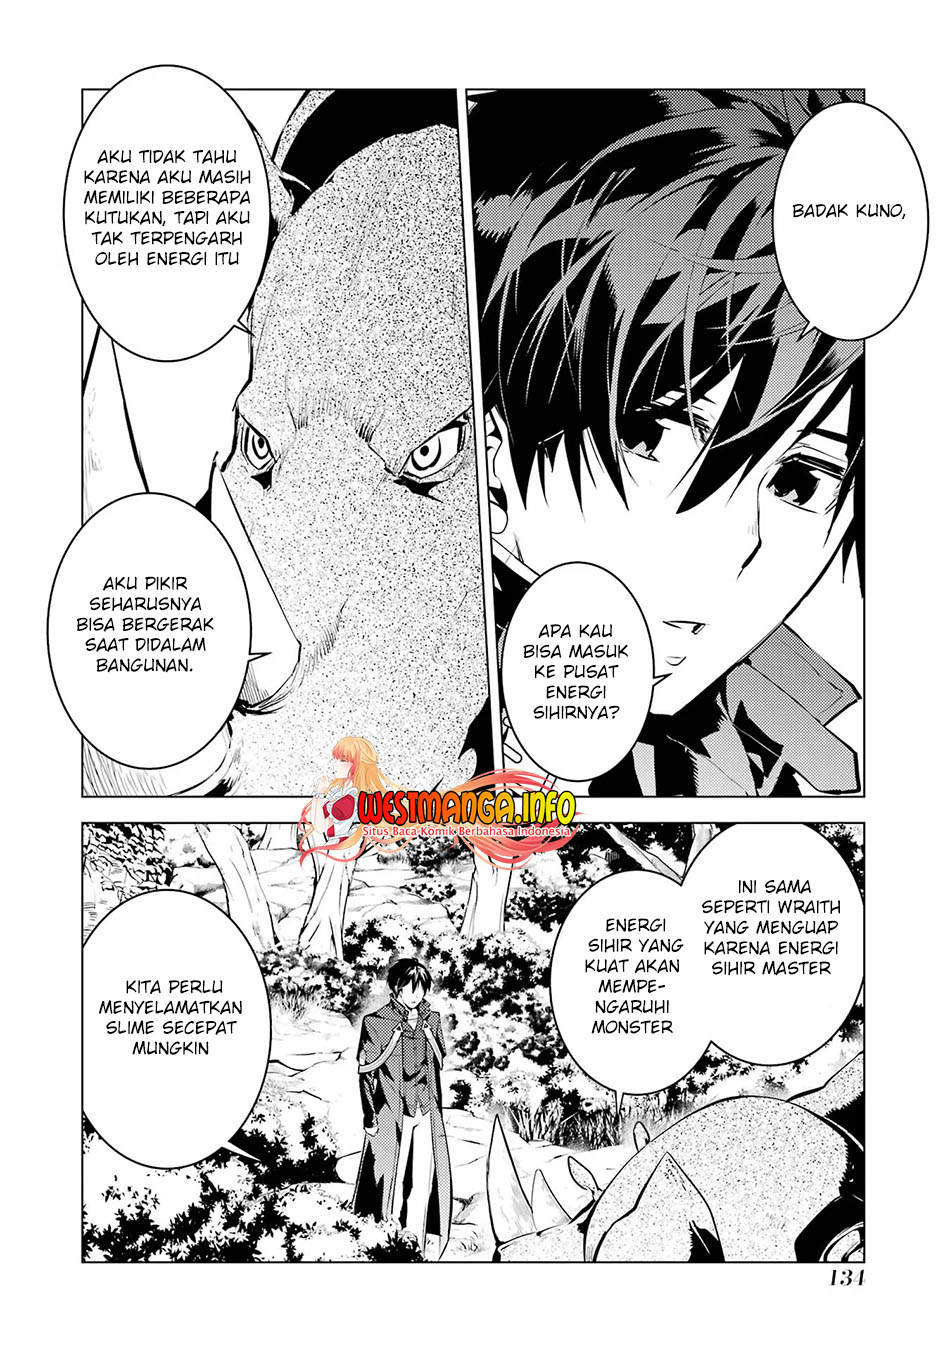 BADAK KUNO,
APA KAU
BISA MASUK
KE PUSAT
ENERGI
SIHIRNYA?
AKU TIDAK TAHU
KARENA AKU MASIH
MEMILIKI BEBERAPA
KUTUKAN, TAPI AKU
TAK TERPENGARH
OLEH ENERGI ITU
AKU PIKIR
SEHARUSNYA
BISA BERGERAK
SAAT DIDALAM
BANGUNAN.
WESTMANGA.INFO
Situs Baca Komik Berbahasa Indonesia
INI SAMA
SEPERTI WRAITH
YANG MENGUAP
KARENA ENERGI
SIHIR MASTER
ENERGI
SIHIR YANG
KUAT AKAN
MEMPE-
NGARUHI
MONSTER
KITA PERLU
MENYELAMATKAN
SLIME SECEPAT
MUNGKIN
134